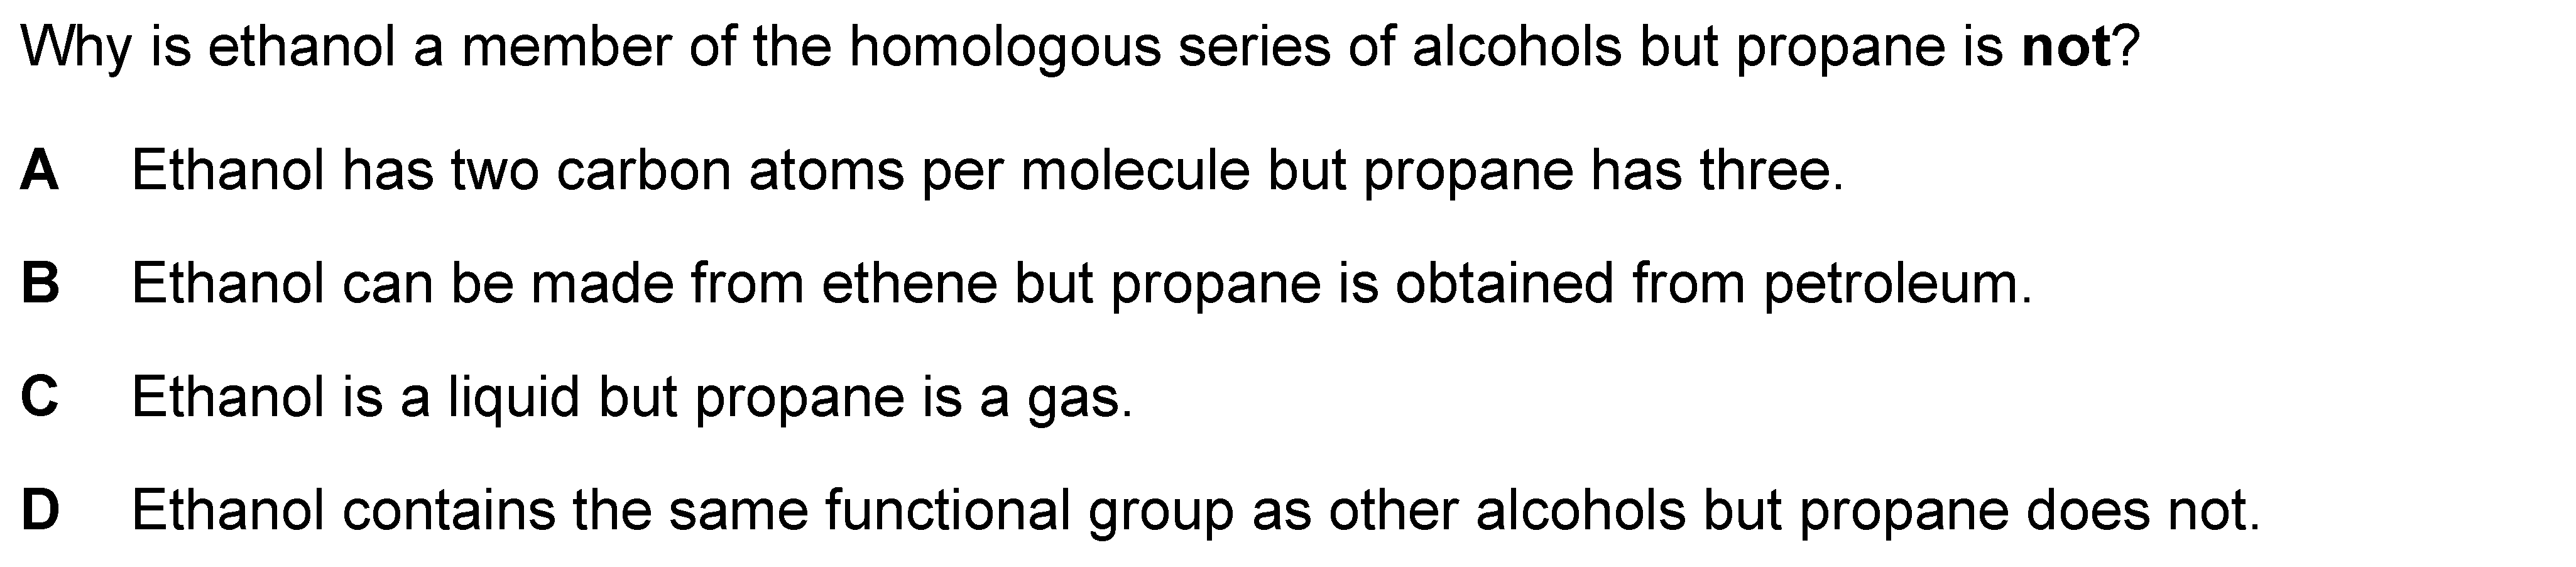 Why is ethanol a member of the homologous series of alcohols but propane is not?
A Ethanol has two carbon atoms per molecule but propane has three.
B Ethanol can be made from ethene but propane is obtained from petroleum.
C Ethanol is a liquid but propane is a gas.
D Ethanol contains the same functional group as other alcohols but propane does not.